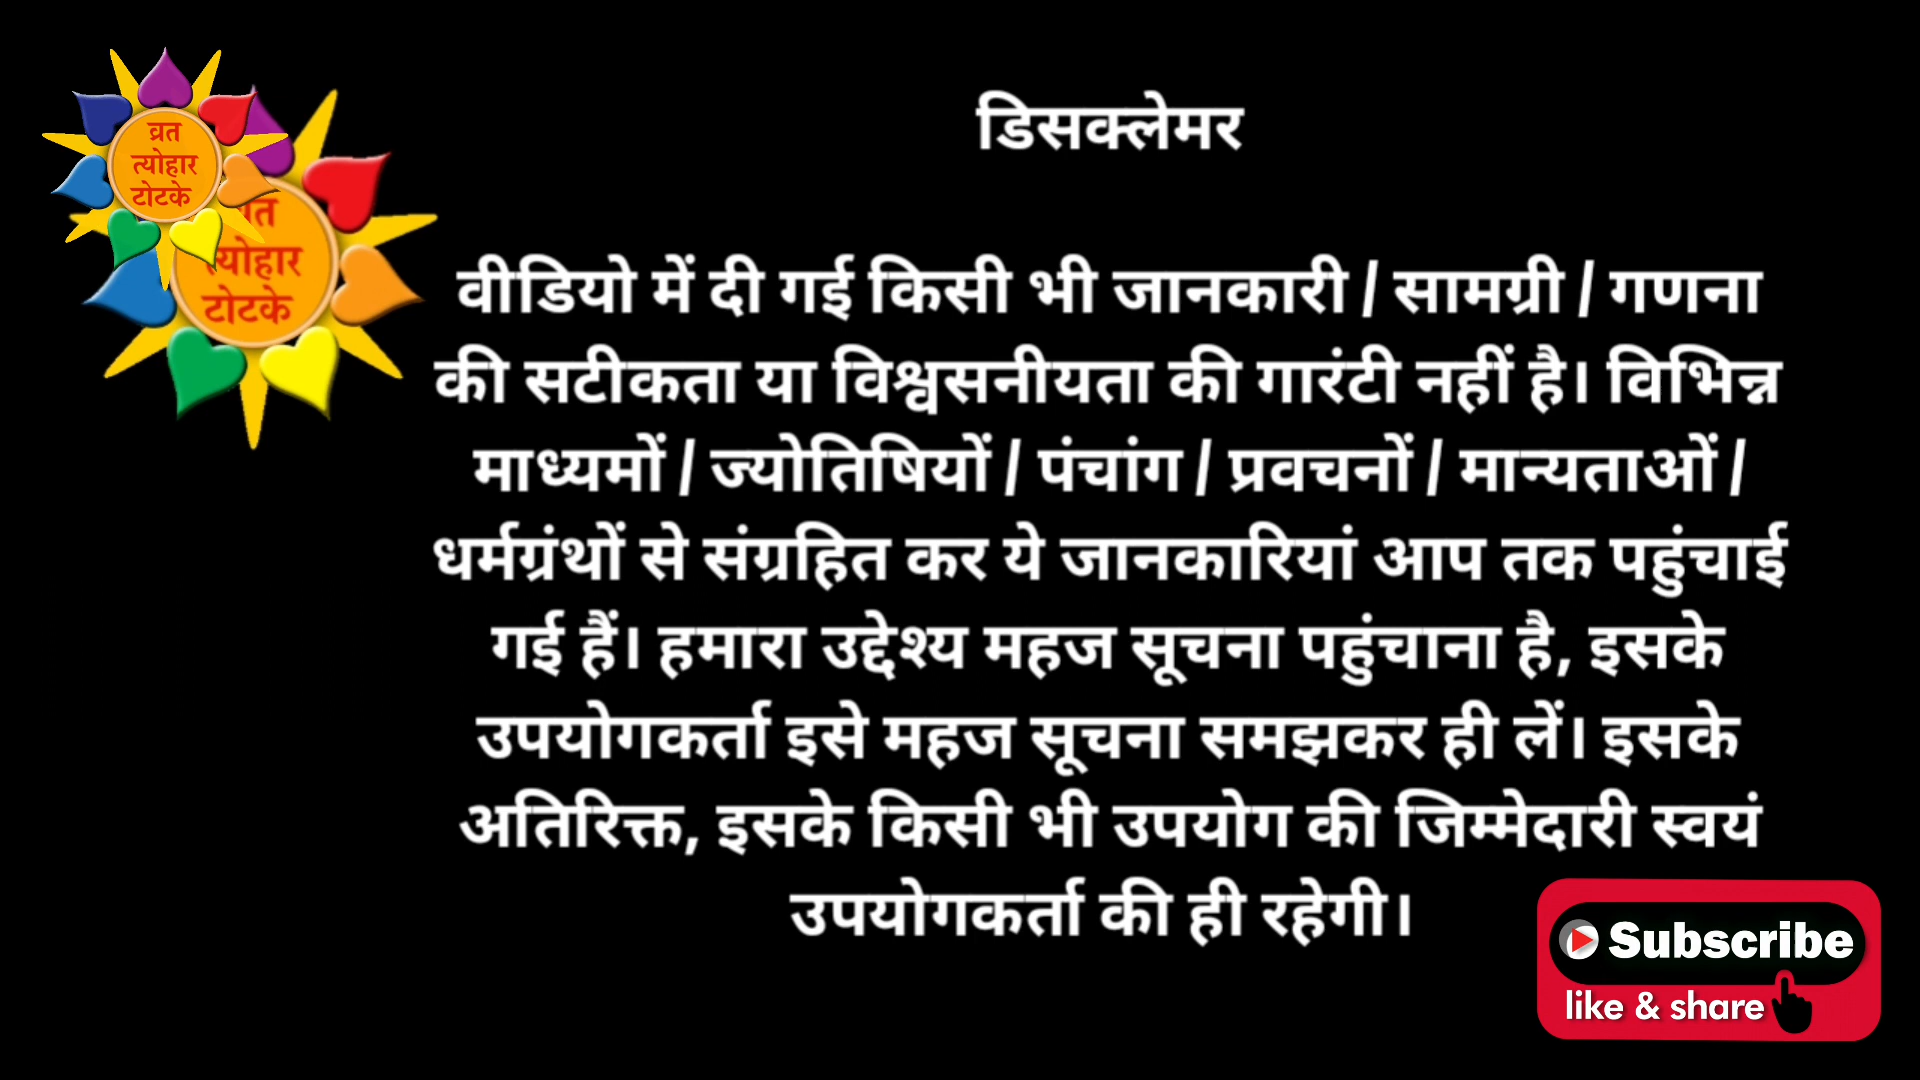 व्रत
त्योहार
टोटके
त्योहार
टोटके
डिसक्लेमर
वीडियो में दी गई किसी भी जानकारी / सामग्री / गणना
की सटीकता या विश्वसनीयता की गारंटी नहीं है। विभिन्न
माध्यमों / ज्योतिषियों / पंचांग / प्रवचनों / मान्यताओं /
धर्मग्रंथों से संग्रहित कर ये जानकारियां आप तक पहुंचाई
गई हैं। हमारा उद्देश्य महज सूचना पहुंचाना है, इसके
उपयोगकर्ता इसे महज सूचना समझकर ही लें। इसके
अतिरिक्त, इसके किसी भी उपयोग की जिम्मेदारी स्वयं
उपयोगकर्ता की ही रहेगी।
Subscribe
like & share